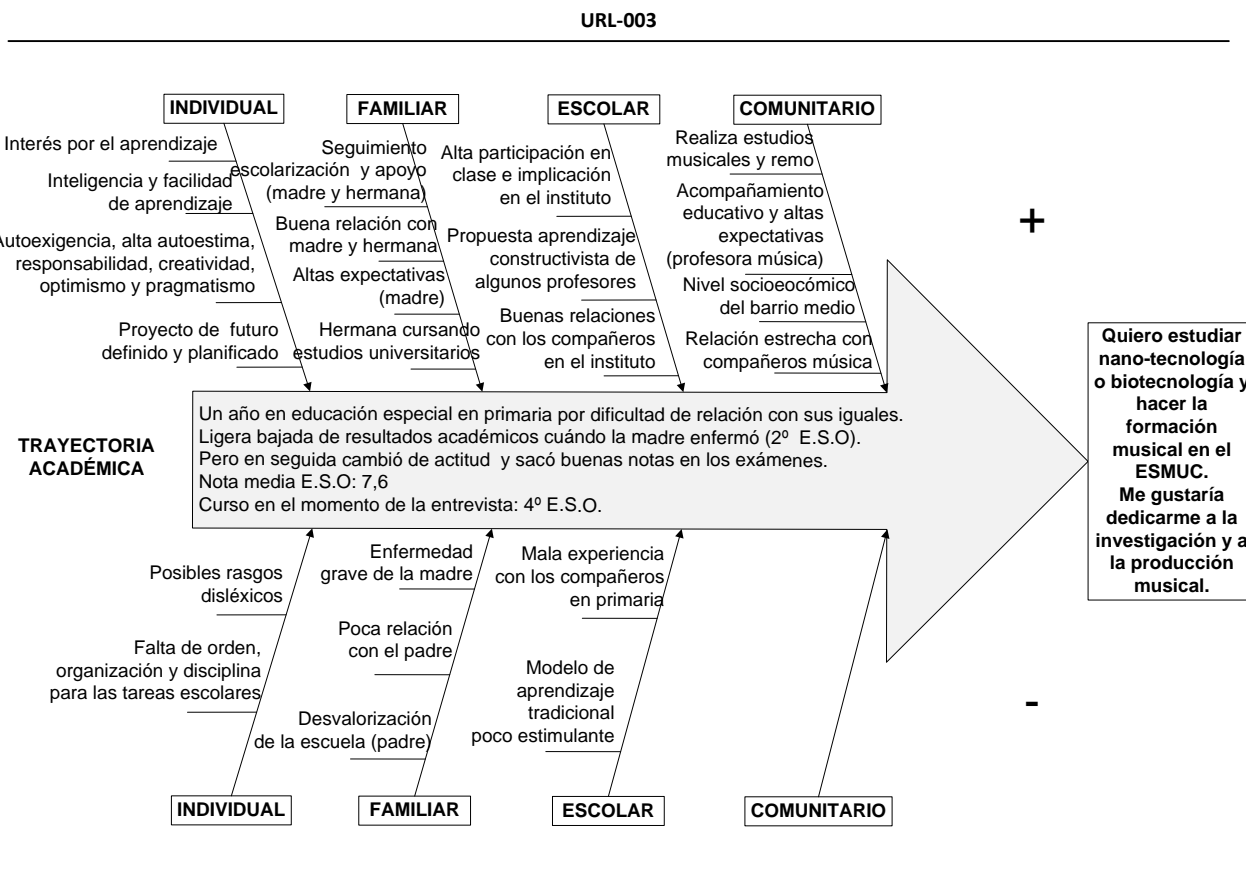 URL-003
INDIVIDUAL
FAMILIAR
ESCOLAR
COMUNITARIO
Interés por el aprendizaje
Inteligencia y facilidad
de aprendizaje
Autoexigencia, alta autoestima,
responsabilidad, creatividad,
optimismo y pragmatismo
Proyecto de futuro
definido y planificado
Seguimiento
escolarización y apoyo
(madre y hermana)
Buena relación con
madre y hermana
Altas expectativas
(madre)
Hermana cursando
estudios universitarios
Alta participación en
clase e implicación
en el instituto
Propuesta aprendizaje
constructivista de
algunos profesores
Buenas relaciones
con los compañeros
en el instituto
Realiza estudios
musicales y remo
Acompañamiento
educativo y altas
expectativas
(profesora música)
Nivel socioeocómico
del barrio medio
Relación estrecha con
compañeros música
+
TRAYECTORIA
ACADÉMICA
Un año en educación especial en primaria por dificultad de relación con sus iguales.
Ligera bajada de resultados académicos cuándo la madre enfermó (2º E.S.O).
Pero en seguida cambió de actitud y sacó buenas notas en los exámenes.
Nota media E.S.O: 7,6
Curso en el momento de la entrevista: 4º E.S.O.
Quiero estudiar
nano-tecnología
o biotecnología y
hacer la
formación
musical en el
ESMUC.
Me gustaría
dedicarme a la
investigación y a
la producción
musical.
Posibles rasgos
disléxicos
Falta de orden,
organización y disciplina
para las tareas escolares
Enfermedad
grave de la madre
Poca relación
con el padre
Desvalorización
de la escuela (padre)
Mala experiencia
con los compañeros
en primaria
Modelo de
aprendizaje
tradicional
poco estimulante
-
INDIVIDUAL
FAMILIAR
ESCOLAR
COMUNITARIO